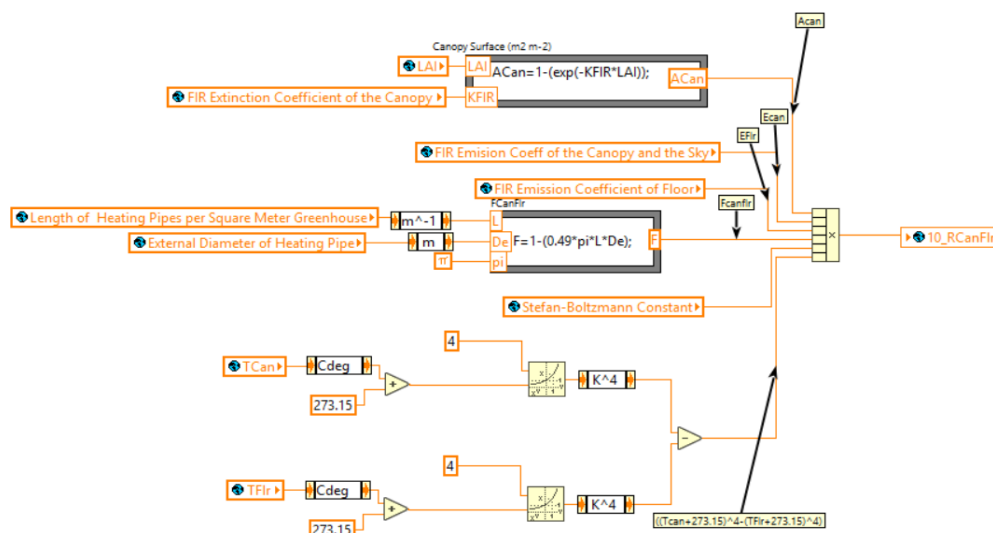 Acan
Canopy Surface (m2 m-2)
LAI
LAI
ACan=1-(exp(-KFIR*LAI));
ACan
FIR Extinction Coefficient of the Canopy
KFIR
Ecan
EFlr
FIR Emision Coeff of the Canopy and the Sky
FIR Emission Coefficient of Floor
FCanFlr
Fcanflr
Length of Heating Pipes per Square Meter Greenhouse
m^-1
L
External Diameter of Heating Pipe
m
De
F=1-(0.49*pi*L*De);
F
π
pi
×
10_RCanFlr
Stefan-Boltzmann Constant
4
TCan
Cdeg
+
273.15
x
y
K^4
-
4
TFlr
Cdeg
+
273.15
x
y
K^4
((Tcan+273.15)^4-(TFlr+273.15)^4)